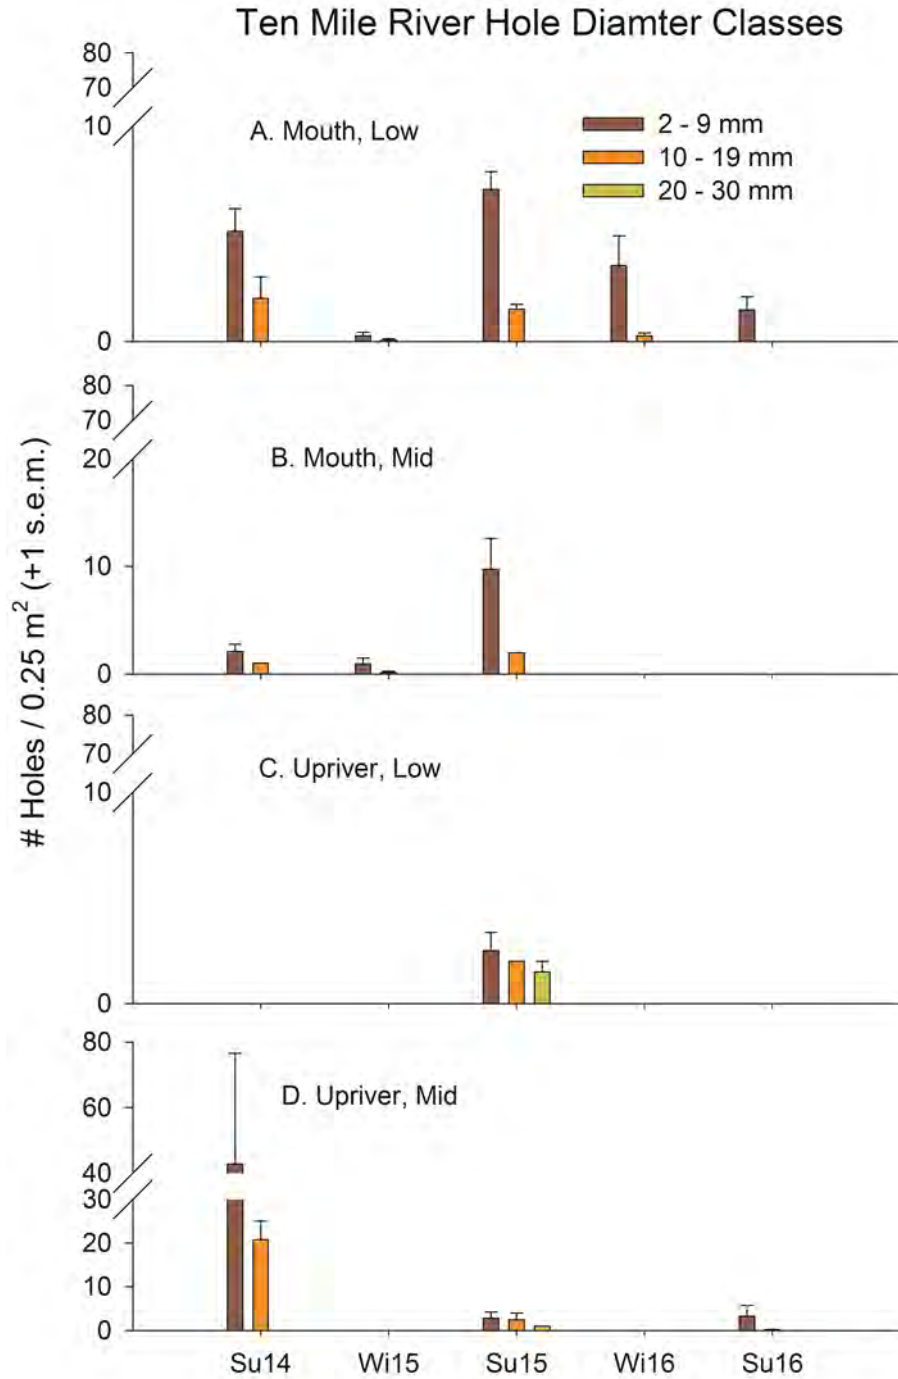 Ten Mile River Hole Diamter Classes
80
70
10
0
A. Mouth, Low
2 - 9 mm
10 - 19 mm
20 - 30 mm
80
70
20
10
0
B. Mouth, Mid
# Holes / 0.25 m² (+1 s.e.m.)
80
70
10
0
C. Upriver, Low
80
60
40
30
20
10
0
D. Upriver, Mid
Su14 Wi15 Su15 Wi16 Su16